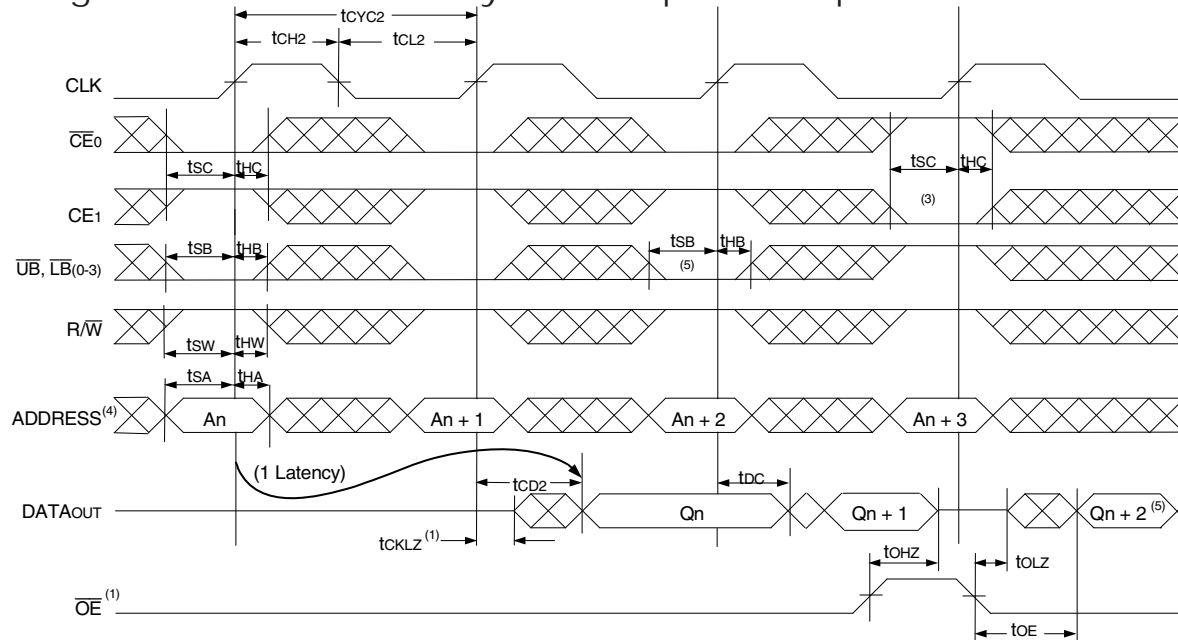 tCYC2
tCH2 tCL2
CLK
CE0
tSC tHC tSC tHC
CE1 (3)
tSB tHB tSB tHB
UB, LB(0-3) (5)
R/W
tSW tHW
tSA tHA
ADDRESS(4) An An + 1 An + 2 An + 3
(1 Latency) tCD2 tDC
DATAOUT Qn Qn + 1 Qn + 2 (5)
tCKLZ (1) tOHZ tOLZ
OE (1)
tOE